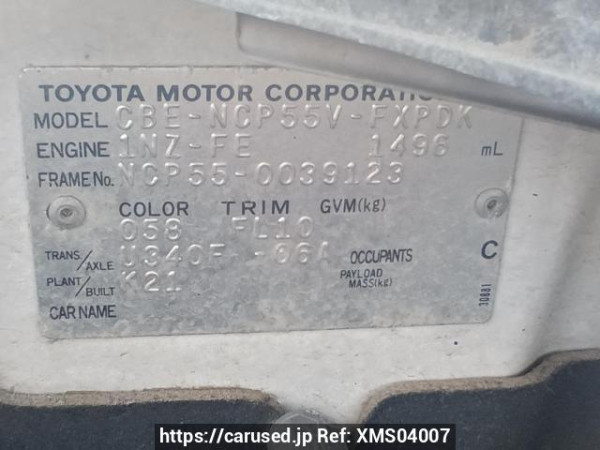 TOYOTA MOTOR CORPORATION
MODEL CBE-NCP55V-FXPDK
ENGINE 1NZ-FE 1496 mL
FRAME No. NCP55-0039123
COLOR TRIM GVM(kg)
058 FL10
TRANS/AXLE U340F -06A OCCUPANTS C
PLANT/BUILT K21 PAYLOAD MASS(kg)
CAR NAME
10881
https://carused.jp Ref: XMS04007